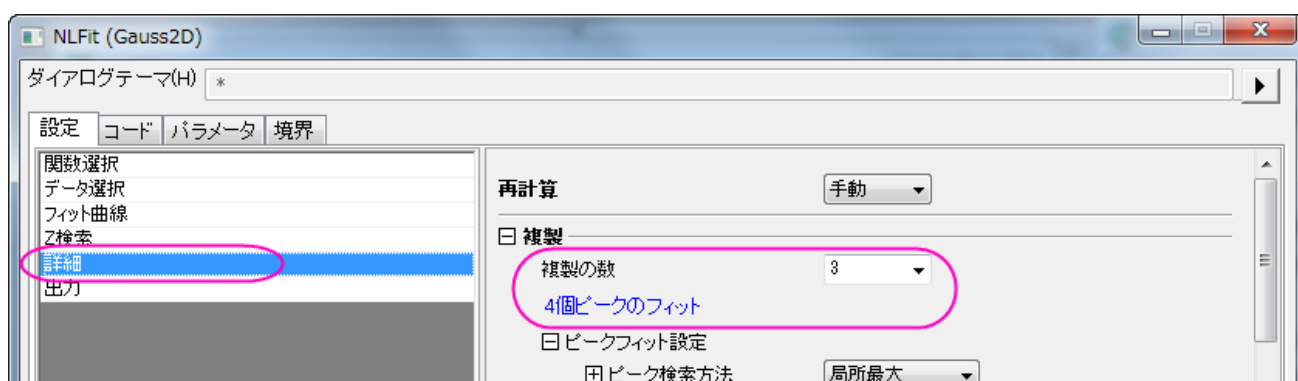 NLFit (Gauss2D)
ダイアログテーマ(H) *
設定 コード パラメータ 境界
関数選択
データ選択
フィット曲線
Z検索
詳細
出力
再計算 手動
複製
複製の数 3
4個ピークのフィット
ピークフィット設定
ピーク検索方法 局所最大